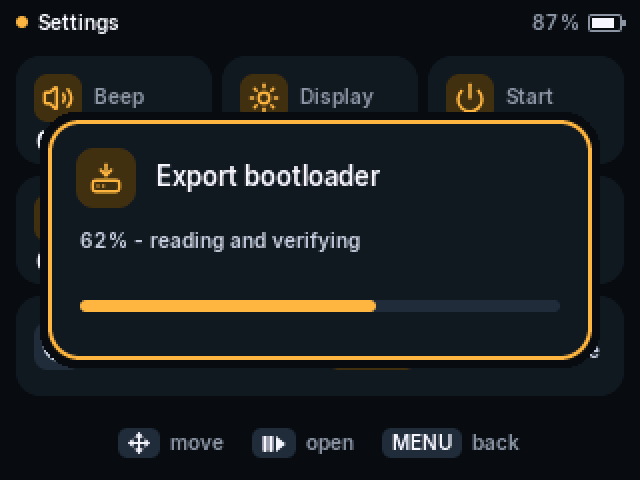 Settings
87%
Beep
Display
Start
Export bootloader
62% - reading and verifying
move
open
MENU back